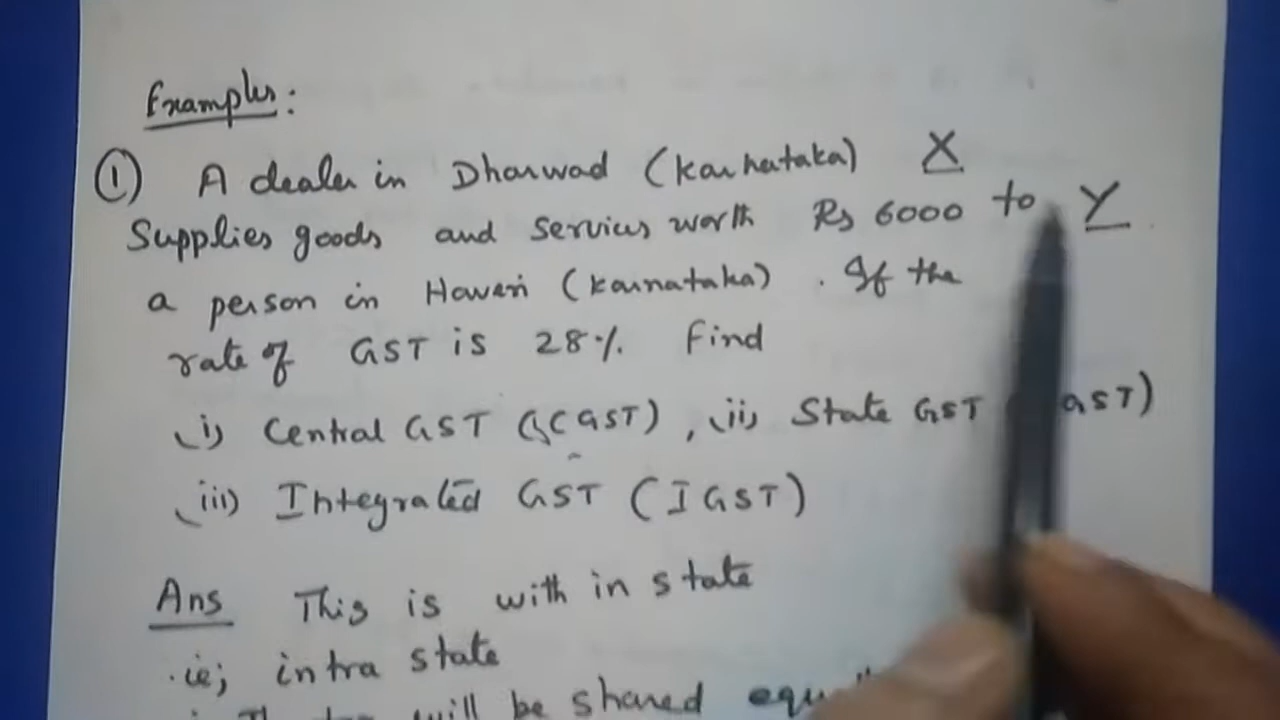 Examples:
① A dealer in Dharwad (Karnataka) X
Supplies goods and services worth Rs 6000 to Y
a person in Haveri (Karnataka). If the
rate of GST is 28%. Find
(i) Central GST (CGST), (ii) State GST GST)
(iii) Integrated GST (IGST)
Ans This is with in state
.ie; intra state
will be shared